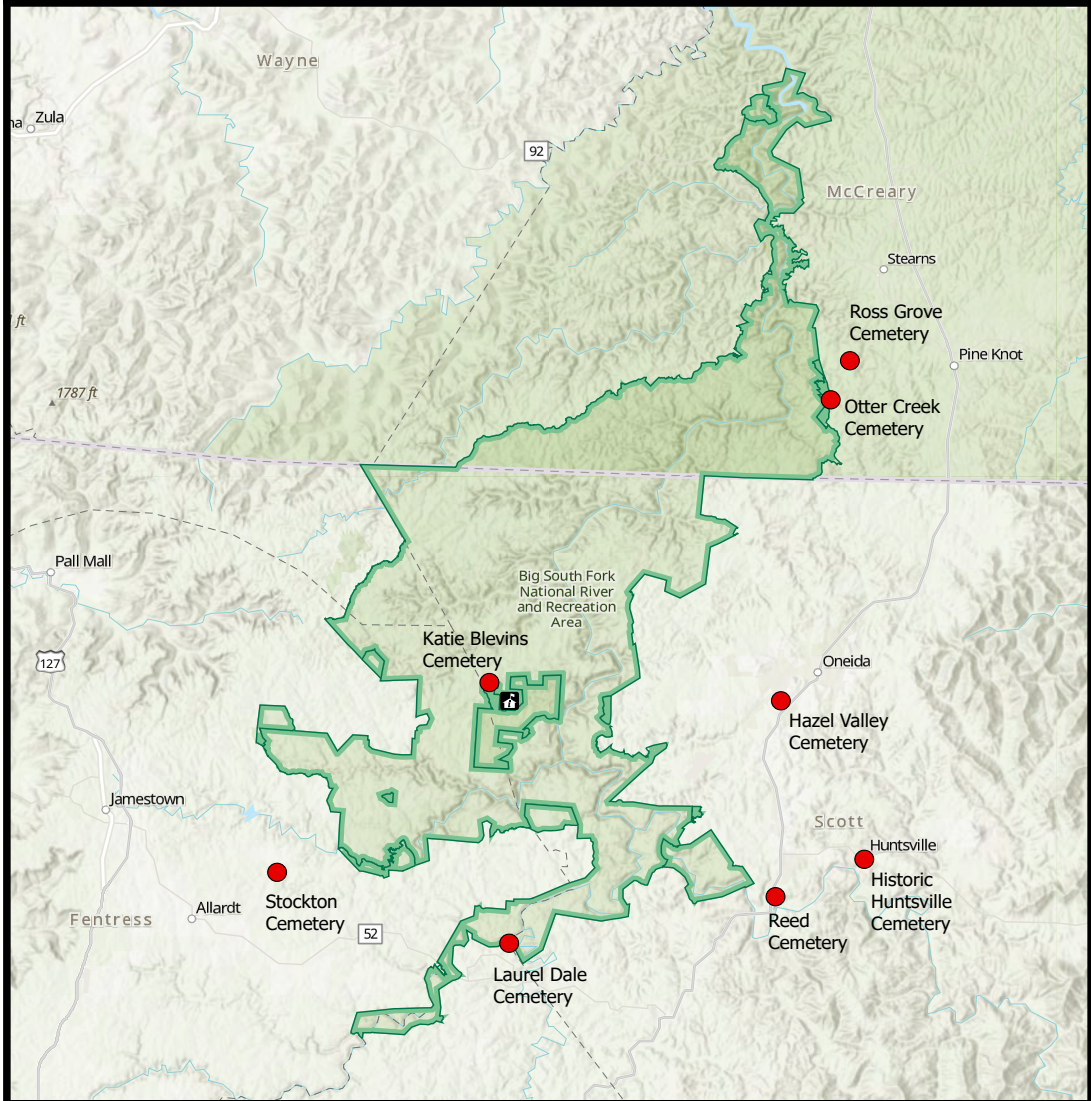 Wayne
na
Zula
92
McCreary
Stearns
Ross Grove
Cemetery
Pine Knot
ft
1787 ft
Otter Creek
Cemetery
Pall Mall
Big South Fork
National River
and Recreation
Area
Katie Blevins
Cemetery
127
Oneida
Hazel Valley
Cemetery
Jamestown
Scott
Huntsville
Historic
Huntsville
Cemetery
Stockton
Cemetery
Allardt
Fentress
52
Reed
Cemetery
Laurel Dale
Cemetery